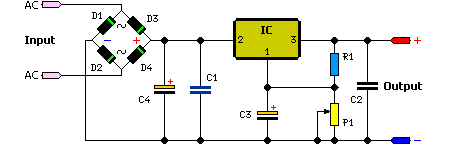 AC
D1
D3
IC
Input
~
−
+
2
3
+
1
R1
D2
D4
~
AC
+
C4
C1
+
C3
P1
C2
Output
−